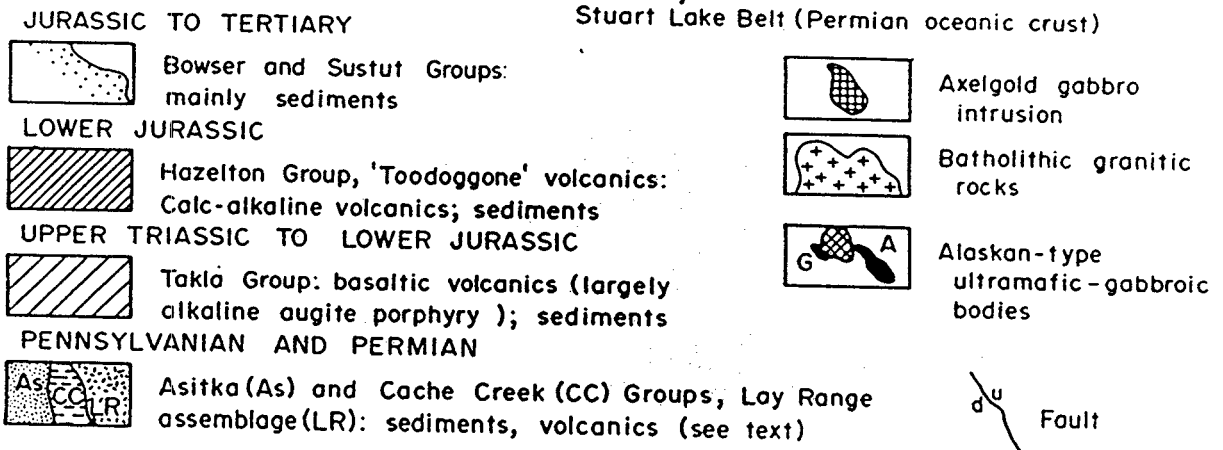 JURASSIC TO TERTIARY
Bowser and Sustut Groups:
mainly sediments
LOWER JURASSIC
Hazelton Group, 'Toodoggone' volcanics:
Calc-alkaline volcanics; sediments
UPPER TRIASSIC TO LOWER JURASSIC
Takla Group: basaltic volcanics (largely
alkaline augite porphyry ); sediments
PENNSYLVANIAN AND PERMIAN
As CC LR
Asitka (As) and Cache Creek (CC) Groups, Lay Range
assemblage (LR): sediments, volcanics (see text)
Stuart Lake Belt (Permian oceanic crust)
Axelgold gabbro
intrusion
Batholithic granitic
rocks
G A
Alaskan-type
ultramafic-gabbroic
bodies
d u
Fault